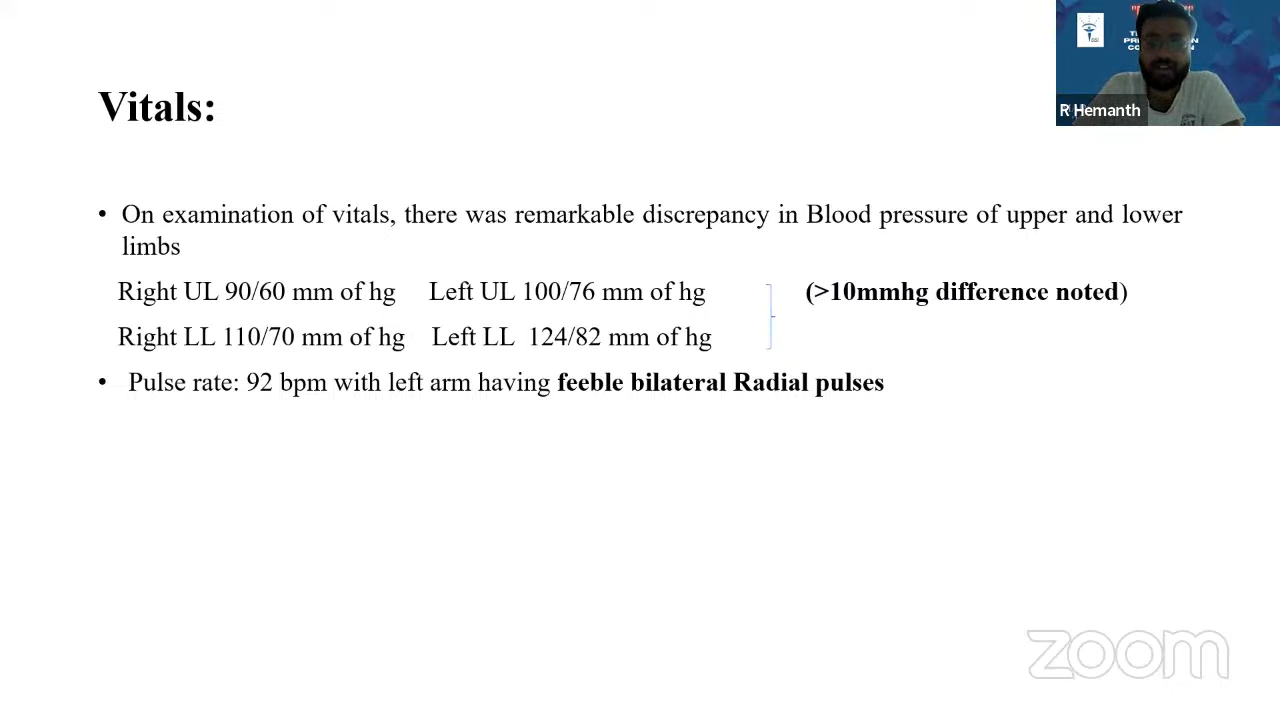 Vitals:
• On examination of vitals, there was remarkable discrepancy in Blood pressure of upper and lower
limbs
Right UL 90/60 mm of hg Left UL 100/76 mm of hg (>10mmhg difference noted)
Right LL 110/70 mm of hg Left LL 124/82 mm of hg
• Pulse rate: 92 bpm with left arm having feeble bilateral Radial pulses
R Hemanth
zoom